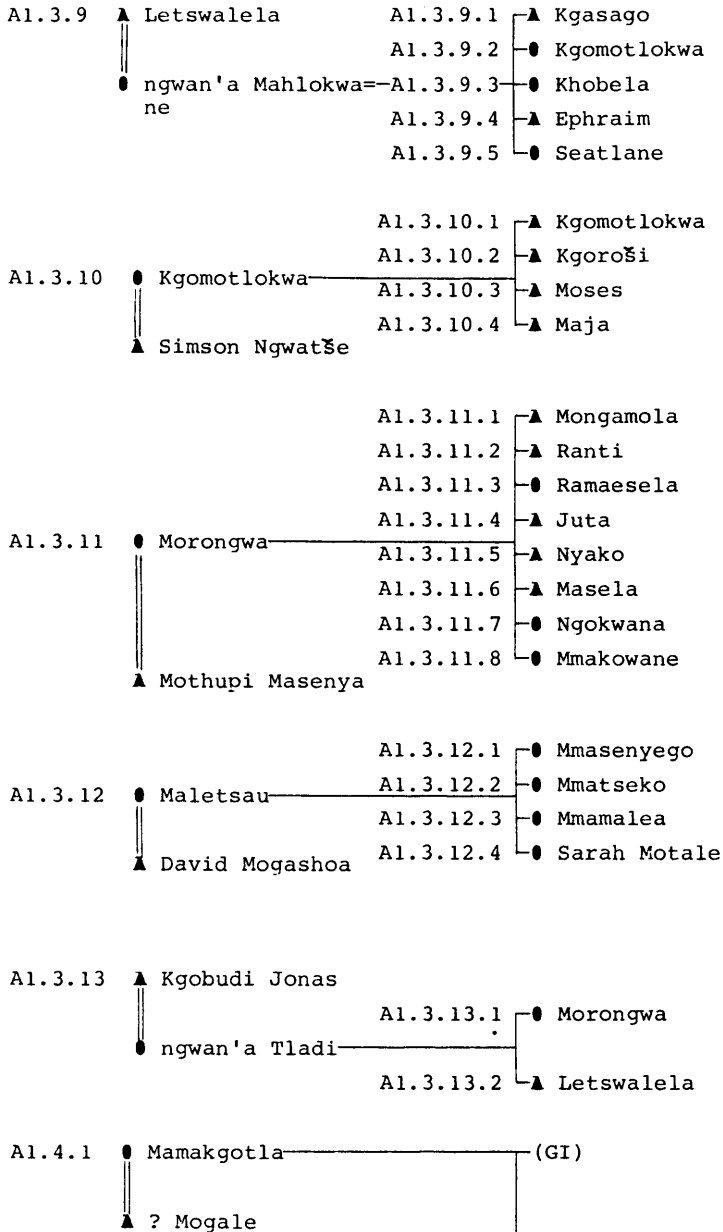 A1.3.9 Letswalela A1.3.9.1 Kgasago
A1.3.9.2 Kgomotlokwa
ngwan'a Mahlokwa= A1.3.9.3 Khobela
ne
A1.3.9.4 Ephraim
A1.3.9.5 Seatlane
A1.3.10.1 Kgomotlokwa
A1.3.10.2 Kgoroši
A1.3.10 Kgomotlokwa
A1.3.10.3 Moses
A1.3.10.4 Maja
Simson Ngwatše
A1.3.11.1 Mongamola
A1.3.11.2 Ranti
A1.3.11.3 Ramaesela
A1.3.11.4 Juta
A1.3.11 Morongwa
A1.3.11.5 Nyako
A1.3.11.6 Masela
A1.3.11.7 Ngokwana
A1.3.11.8 Mmakowane
Mothupi Masenya
A1.3.12.1 Mmasenyego
A1.3.12.2 Mmatseko
A1.3.12 Maletsau
A1.3.12.3 Mmamalea
A1.3.12.4 Sarah Motale
David Mogashoa
A1.3.13 Kgobudi Jonas
A1.3.13.1 Morongwa
ngwan'a Tladi
A1.3.13.2 Letswalela
A1.4.1 Mamakgotla (GI)
? Mogale